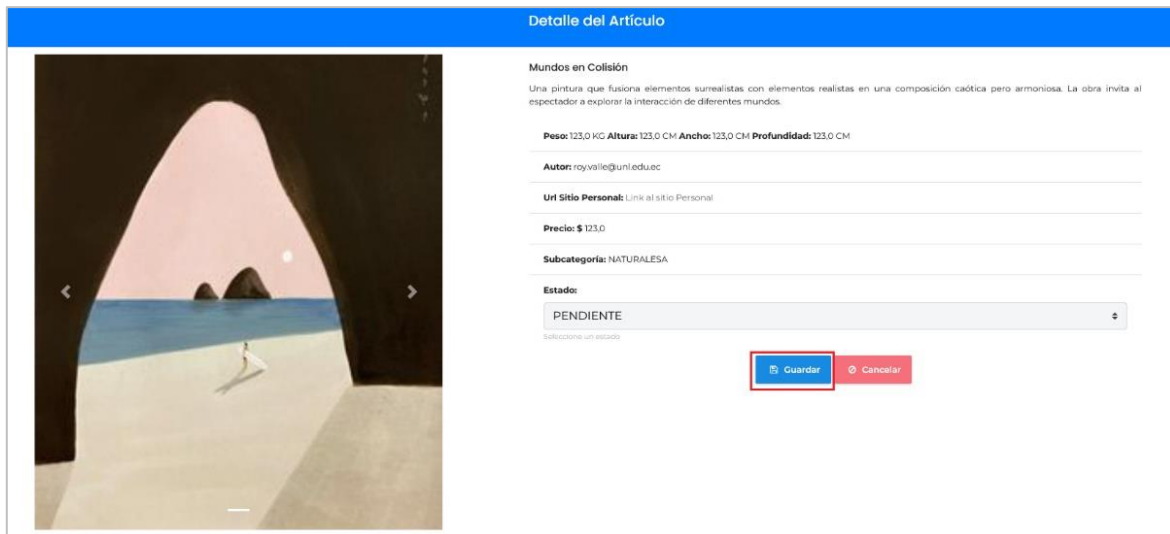 Detalle del Artículo
Mundos en Colisión
Una pintura que fusiona elementos surrealistas con elementos realistas en una composición caótica pero armoniosa. La obra invita al
espectador a explorar la interacción de diferentes mundos.
Peso: 123,0 KG Altura: 123,0 CM Ancho: 123,0 CM Profundidad: 123,0 CM
Autor: roy.valle@unl.edu.ec
Url Sitio Personal: Link al sitio Personal
Precio: $ 123,0
Subcategoría: NATURALESA
Estado:
PENDIENTE
Seleccione un estado
Guardar
Cancelar